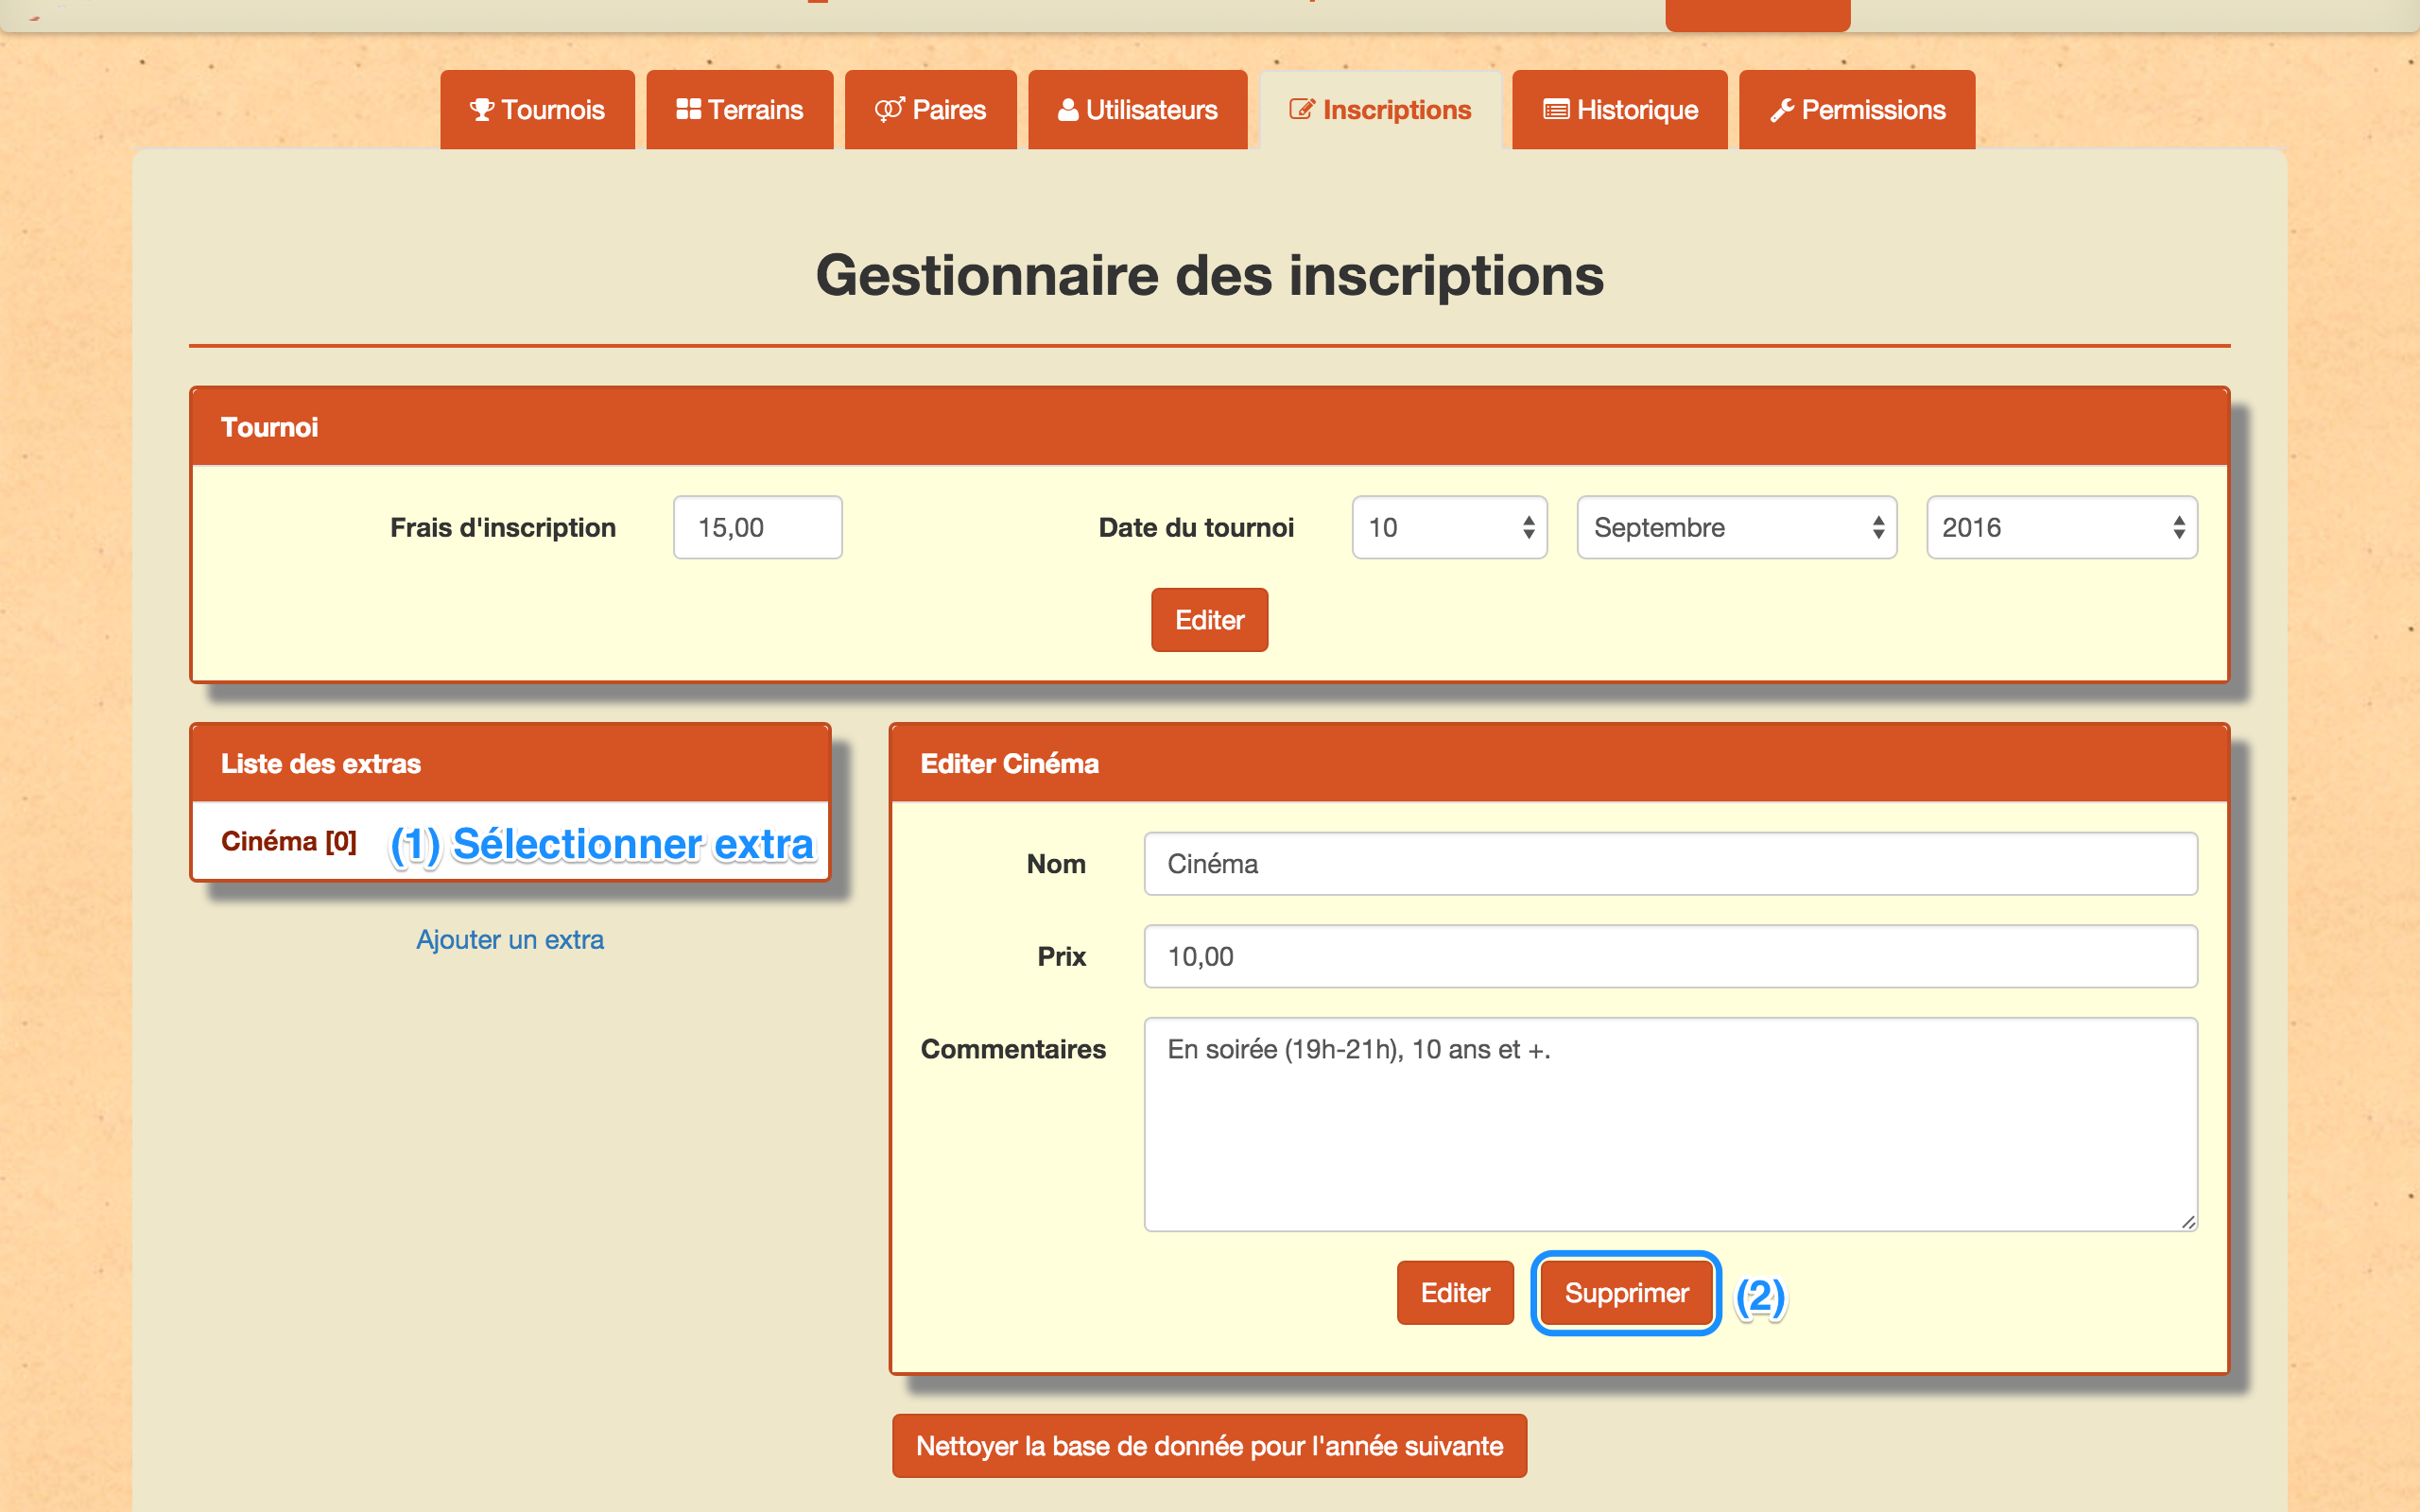 Tournois Terrains Paires Utilisateurs Inscriptions Historique Permissions
Gestionnaire des inscriptions
Tournoi
Frais d'inscription 15,00 Date du tournoi 10 Septembre 2016
Editer
Liste des extras
Cinéma [0] (1) Sélectionner extra
Ajouter un extra
Editer Cinéma
Nom Cinéma
Prix 10,00
Commentaires En soirée (19h-21h), 10 ans et +.
Editer Supprimer (2)
Nettoyer la base de donnée pour l'année suivante